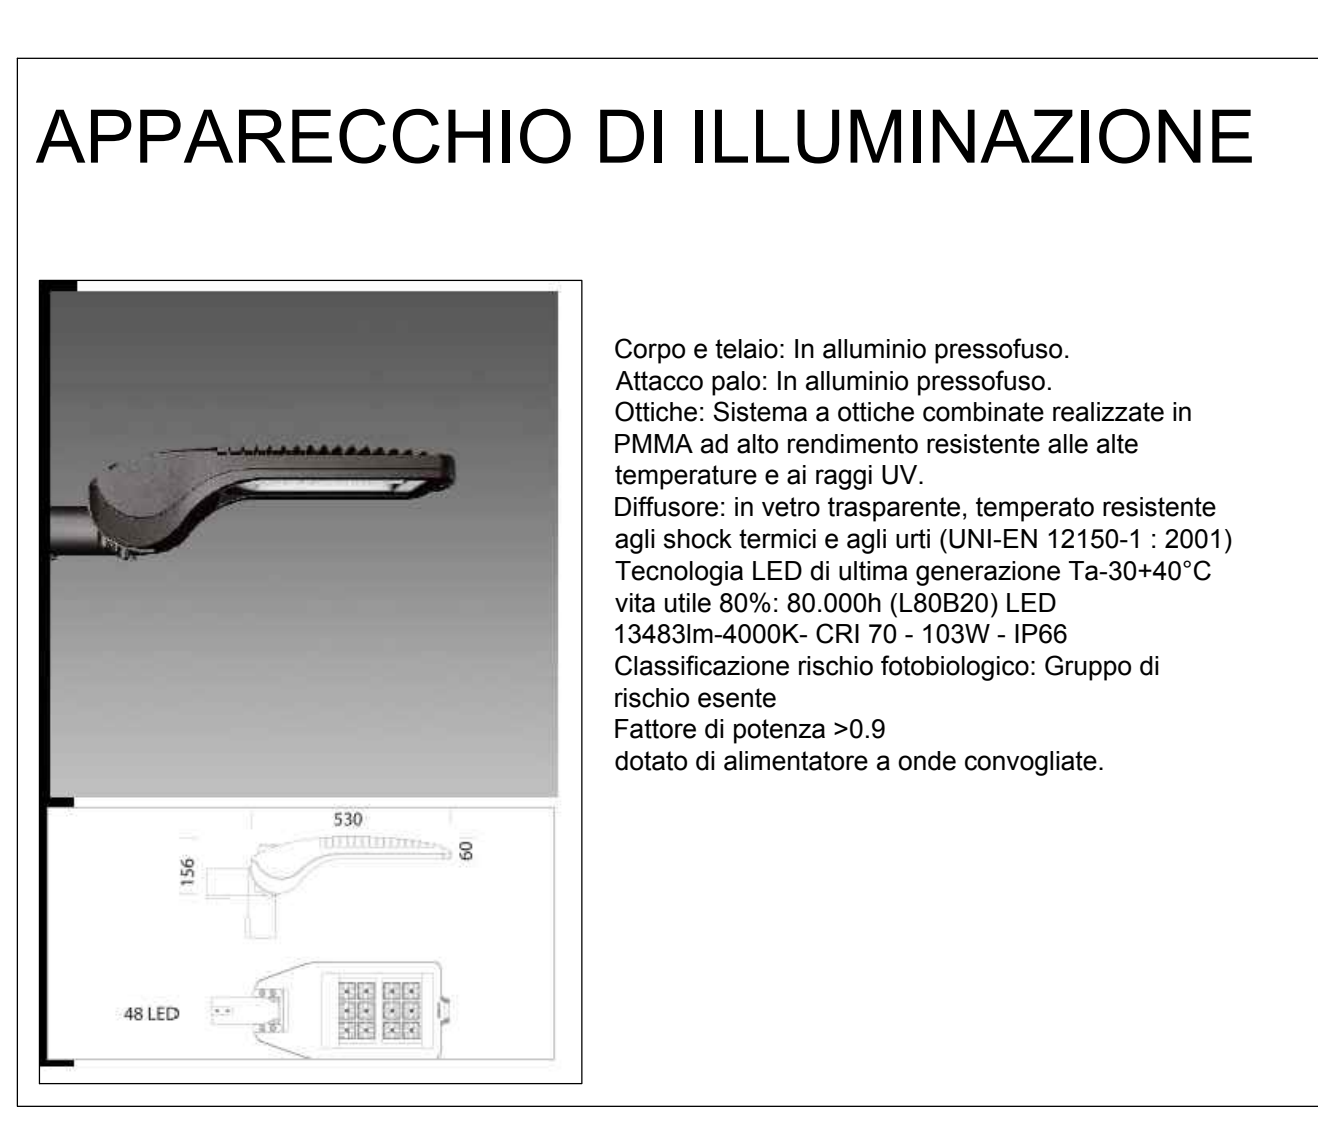 APPARECCHIO DI ILLUMINAZIONE
Corpo e telaio: In alluminio pressofuso.
Attacco palo: In alluminio pressofuso.
Ottiche: Sistema a ottiche combinate realizzate in
PMMA ad alto rendimento resistente alle alte
temperature e ai raggi UV.
Diffusore: in vetro trasparente, temperato resistente
agli shock termici e agli urti (UNI-EN 12150-1 : 2001)
Tecnologia LED di ultima generazione Ta-30+40°C
vita utile 80%: 80.000h (L80B20) LED
13483lm-4000K- CRI 70 - 103W - IP66
Classificazione rischio fotobiologico: Gruppo di
rischio esente
Fattore di potenza >0.9
dotato di alimentatore a onde convogliate.
530
156
60
48 LED